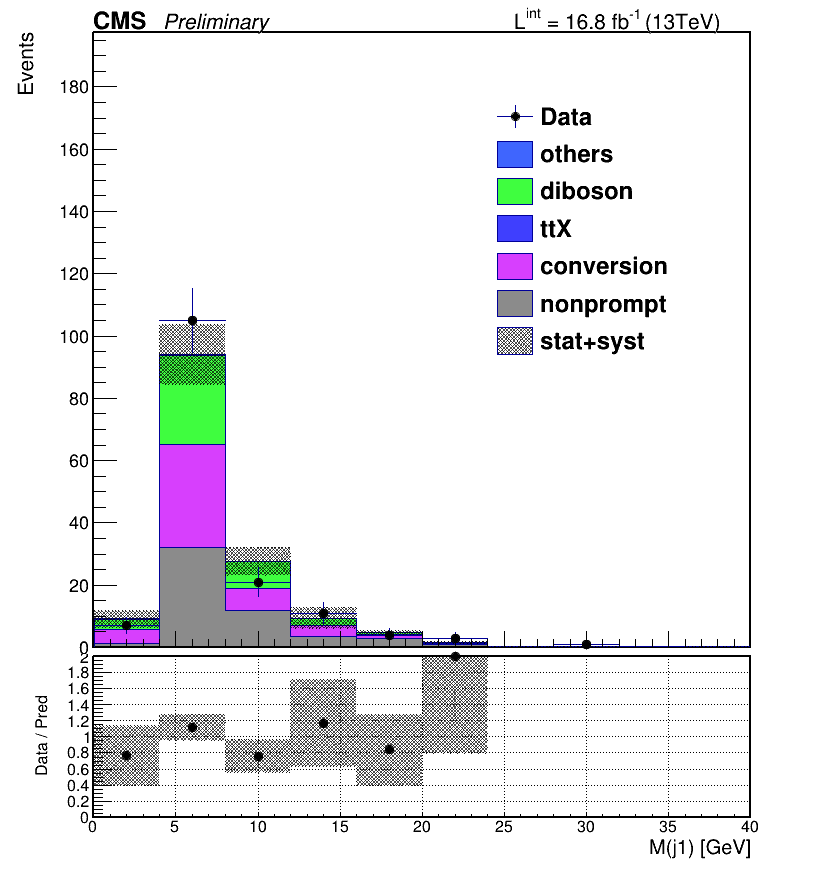 CMS Preliminary L^int = 16.8 fb^-1 (13TeV)
Events
180
160
140
120
100
80
60
40
20
0
Data
others
diboson
ttX
conversion
nonprompt
stat+syst
Data / Pred
2
1.8
1.6
1.4
1.2
1
0.8
0.6
0.4
0.2
0
0 5 10 15 20 25 30 35 40
M(j1) [GeV]